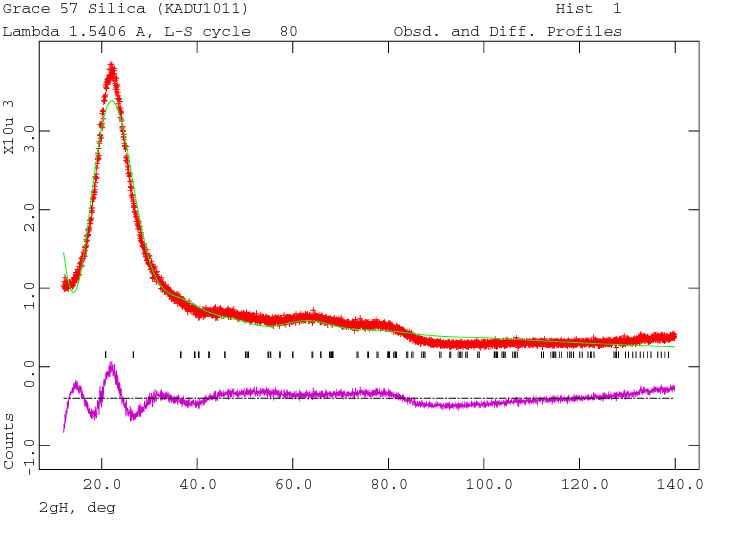 Grace 57 Silica (KADU1011) Hist 1
Lambda 1.5406 A, L-S cycle 80 Obsd. and Diff. Profiles
X10u 3
3.0
2.0
1.0
0.0
-1.0
Counts
20.0 40.0 60.0 80.0 100.0 120.0 140.0
2gH, deg